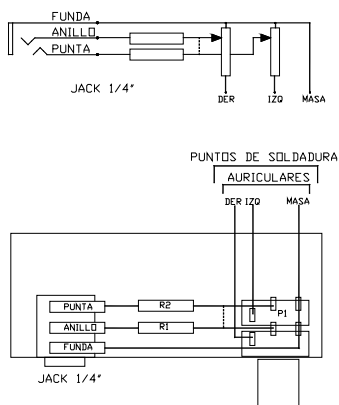 FUNDA
ANILLO
PUNTA
JACK 1/4"
DER IZQ MASA
PUNTOS DE SOLDADURA
AURICULARES
DER IZQ MASA
PUNTA R2 P1
ANILLO R1
FUNDA
JACK 1/4"